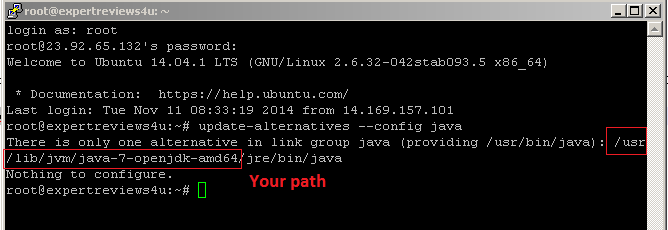 root@expertreviews4u: ~
login as: root
root@23.92.65.132's password:
Welcome to Ubuntu 14.04.1 LTS (GNU/Linux 2.6.32-042stab093.5 x86_64)
* Documentation:  https://help.ubuntu.com/
Last login: Tue Nov 11 08:33:19 2014 from 14.169.157.101
root@expertreviews4u:~# update-alternatives --config java
There is only one alternative in link group java (providing /usr/bin/java): /usr
/lib/jvm/java-7-openjdk-amd64/jre/bin/java
Nothing to configure.
root@expertreviews4u:~#
Your path